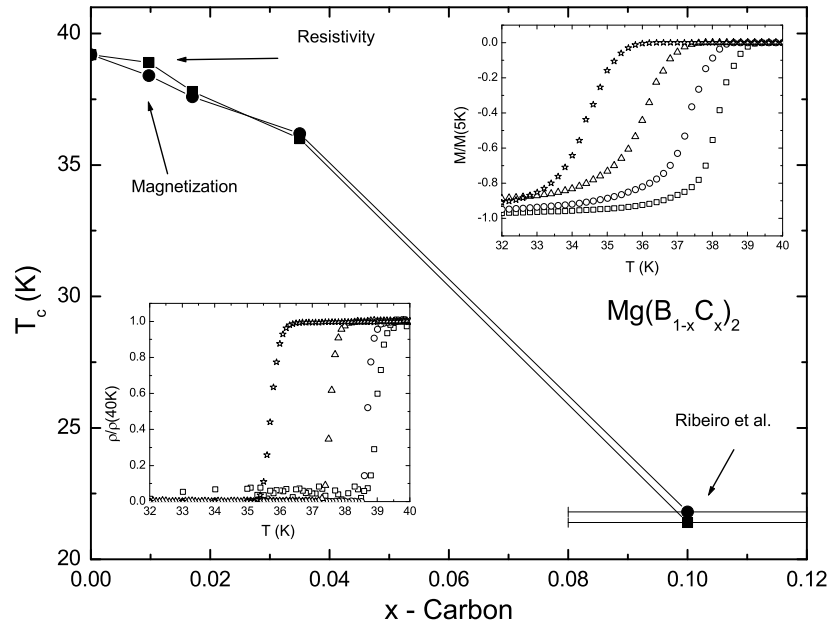 40
35
30
25
20
0.00 0.02 0.04 0.06 0.08 0.10 0.12
T_c (K)
x - Carbon
Resistivity
Magnetization
Mg(B_{1-x}C_x)_2
Ribeiro et al.
0.0
-0.2
-0.4
-0.6
-0.8
-1.0
32 33 34 35 36 37 38 39 40
M/M(5K)
T (K)
1.0
0.8
0.6
0.4
0.2
0.0
32 33 34 35 36 37 38 39 40
ρ/ρ(40K)
T (K)